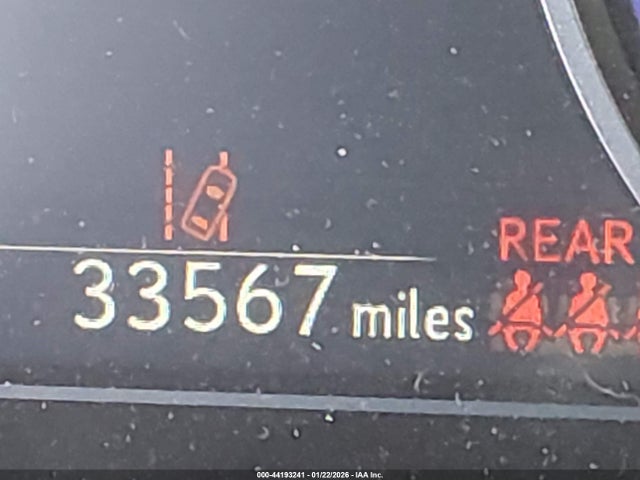 REAR
33567 miles
000-44193241 - 01/22/2026 - IAA Inc.